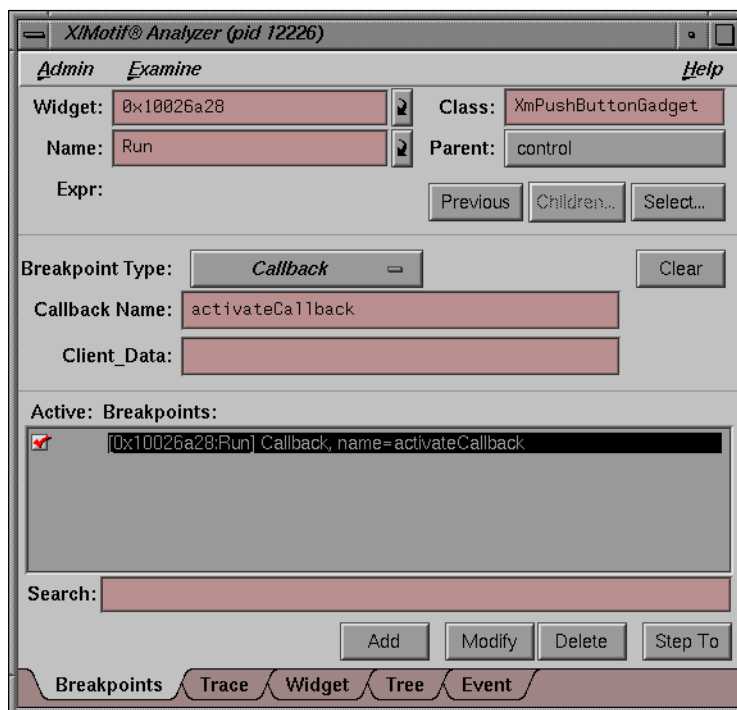 X/Motif® Analyzer (pid 12226)
Admin Examine Help
Widget: 0x10026a28 Class: XmPushButtonGadget
Name: Run Parent: control
Expr:
Previous Children... Select...
Breakpoint Type: Callback Clear
Callback Name: activateCallback
Client_Data:
Active: Breakpoints:
[0x10026a28:Run] Callback, name=activateCallback
Search:
Add Modify Delete Step To
Breakpoints Trace Widget Tree Event